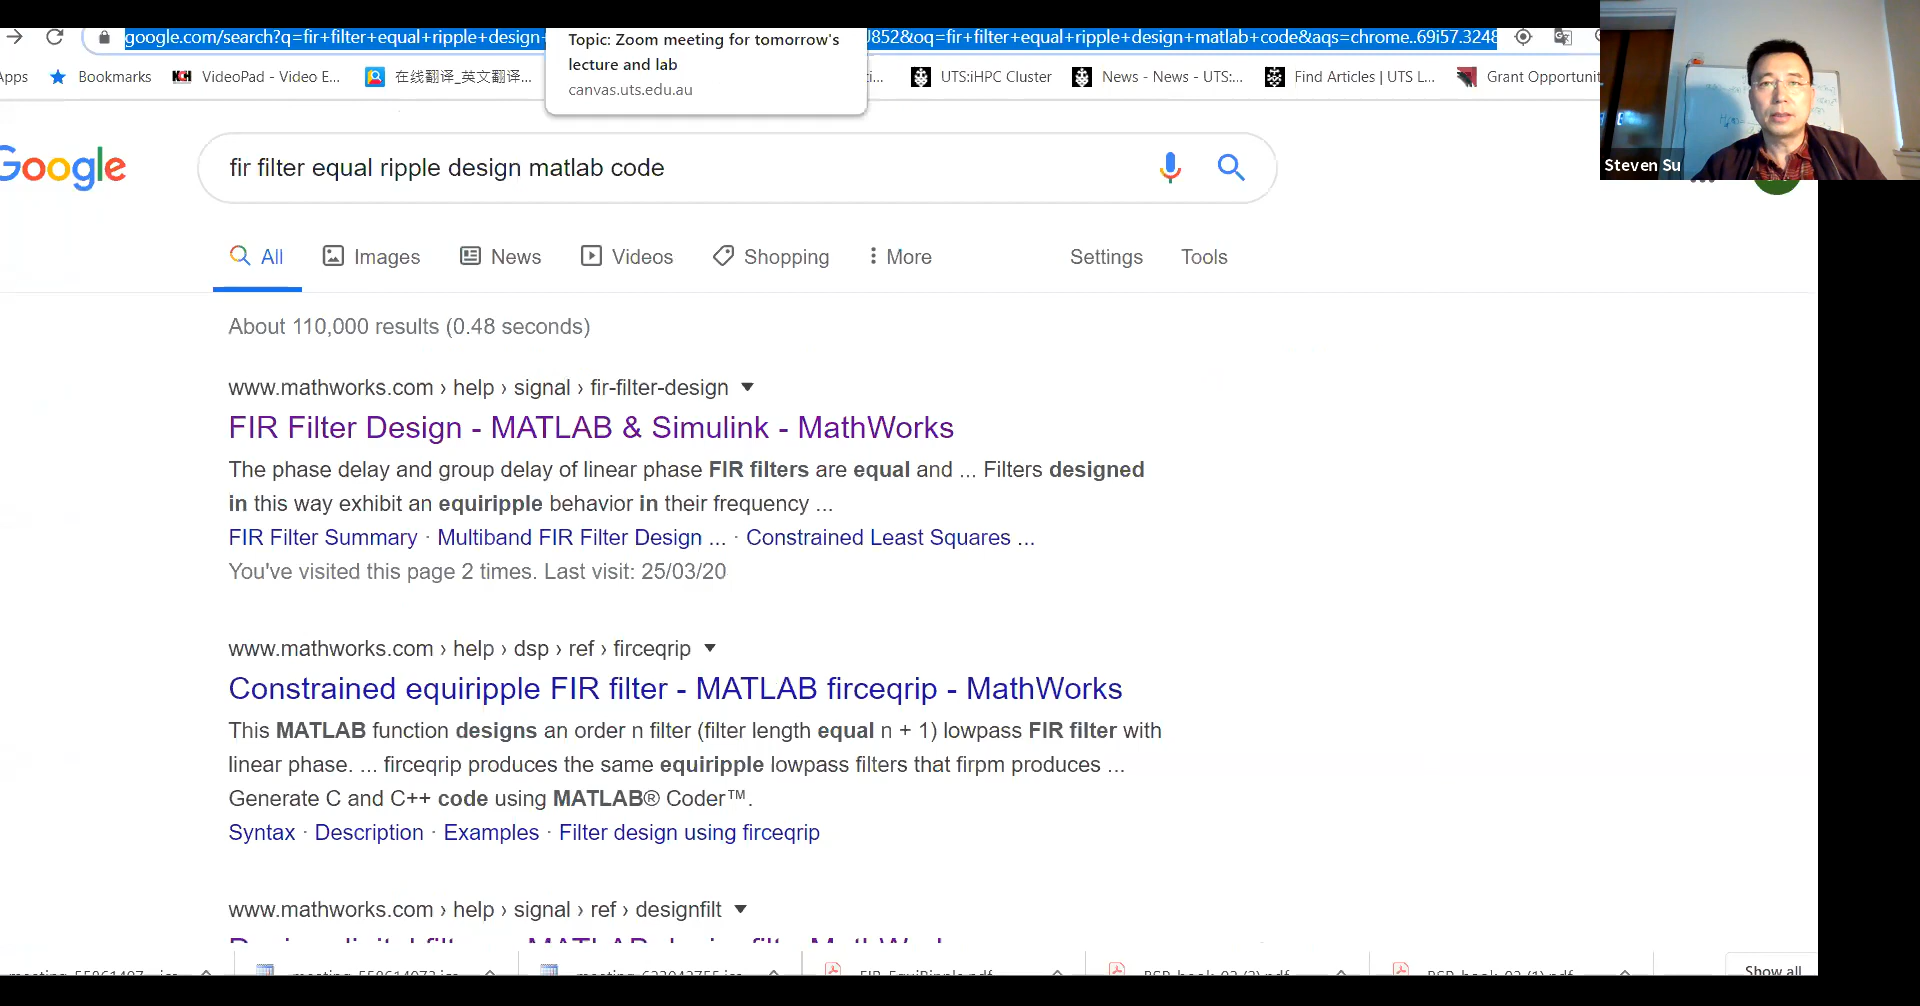 google.com/search?q=fir+filter+equal+ripple+design+
J852&oq=fir+filter+equal+ripple+design+matlab+code&aqs=chrome..69i57.3248
Topic: Zoom meeting for tomorrow's
lecture and lab
canvas.uts.edu.au
Apps Bookmarks VideoPad - Video E... 在线翻译_英文翻译... UTS:iHPC Cluster News - News - UTS:... Find Articles | UTS L... Grant Opportunit
Steven Su
Google
fir filter equal ripple design matlab code
All Images News Videos Shopping More Settings Tools
About 110,000 results (0.48 seconds)
www.mathworks.com › help › signal › fir-filter-design
FIR Filter Design - MATLAB & Simulink - MathWorks
The phase delay and group delay of linear phase FIR filters are equal and ... Filters designed
in this way exhibit an equiripple behavior in their frequency ...
FIR Filter Summary · Multiband FIR Filter Design ... · Constrained Least Squares ...
You've visited this page 2 times. Last visit: 25/03/20
www.mathworks.com › help › dsp › ref › firceqrip
Constrained equiripple FIR filter - MATLAB firceqrip - MathWorks
This MATLAB function designs an order n filter (filter length equal n + 1) lowpass FIR filter with
linear phase. ... firceqrip produces the same equiripple lowpass filters that firpm produces ...
Generate C and C++ code using MATLAB® Coder™.
Syntax · Description · Examples · Filter design using firceqrip
www.mathworks.com › help › signal › ref › designfilt
Show all